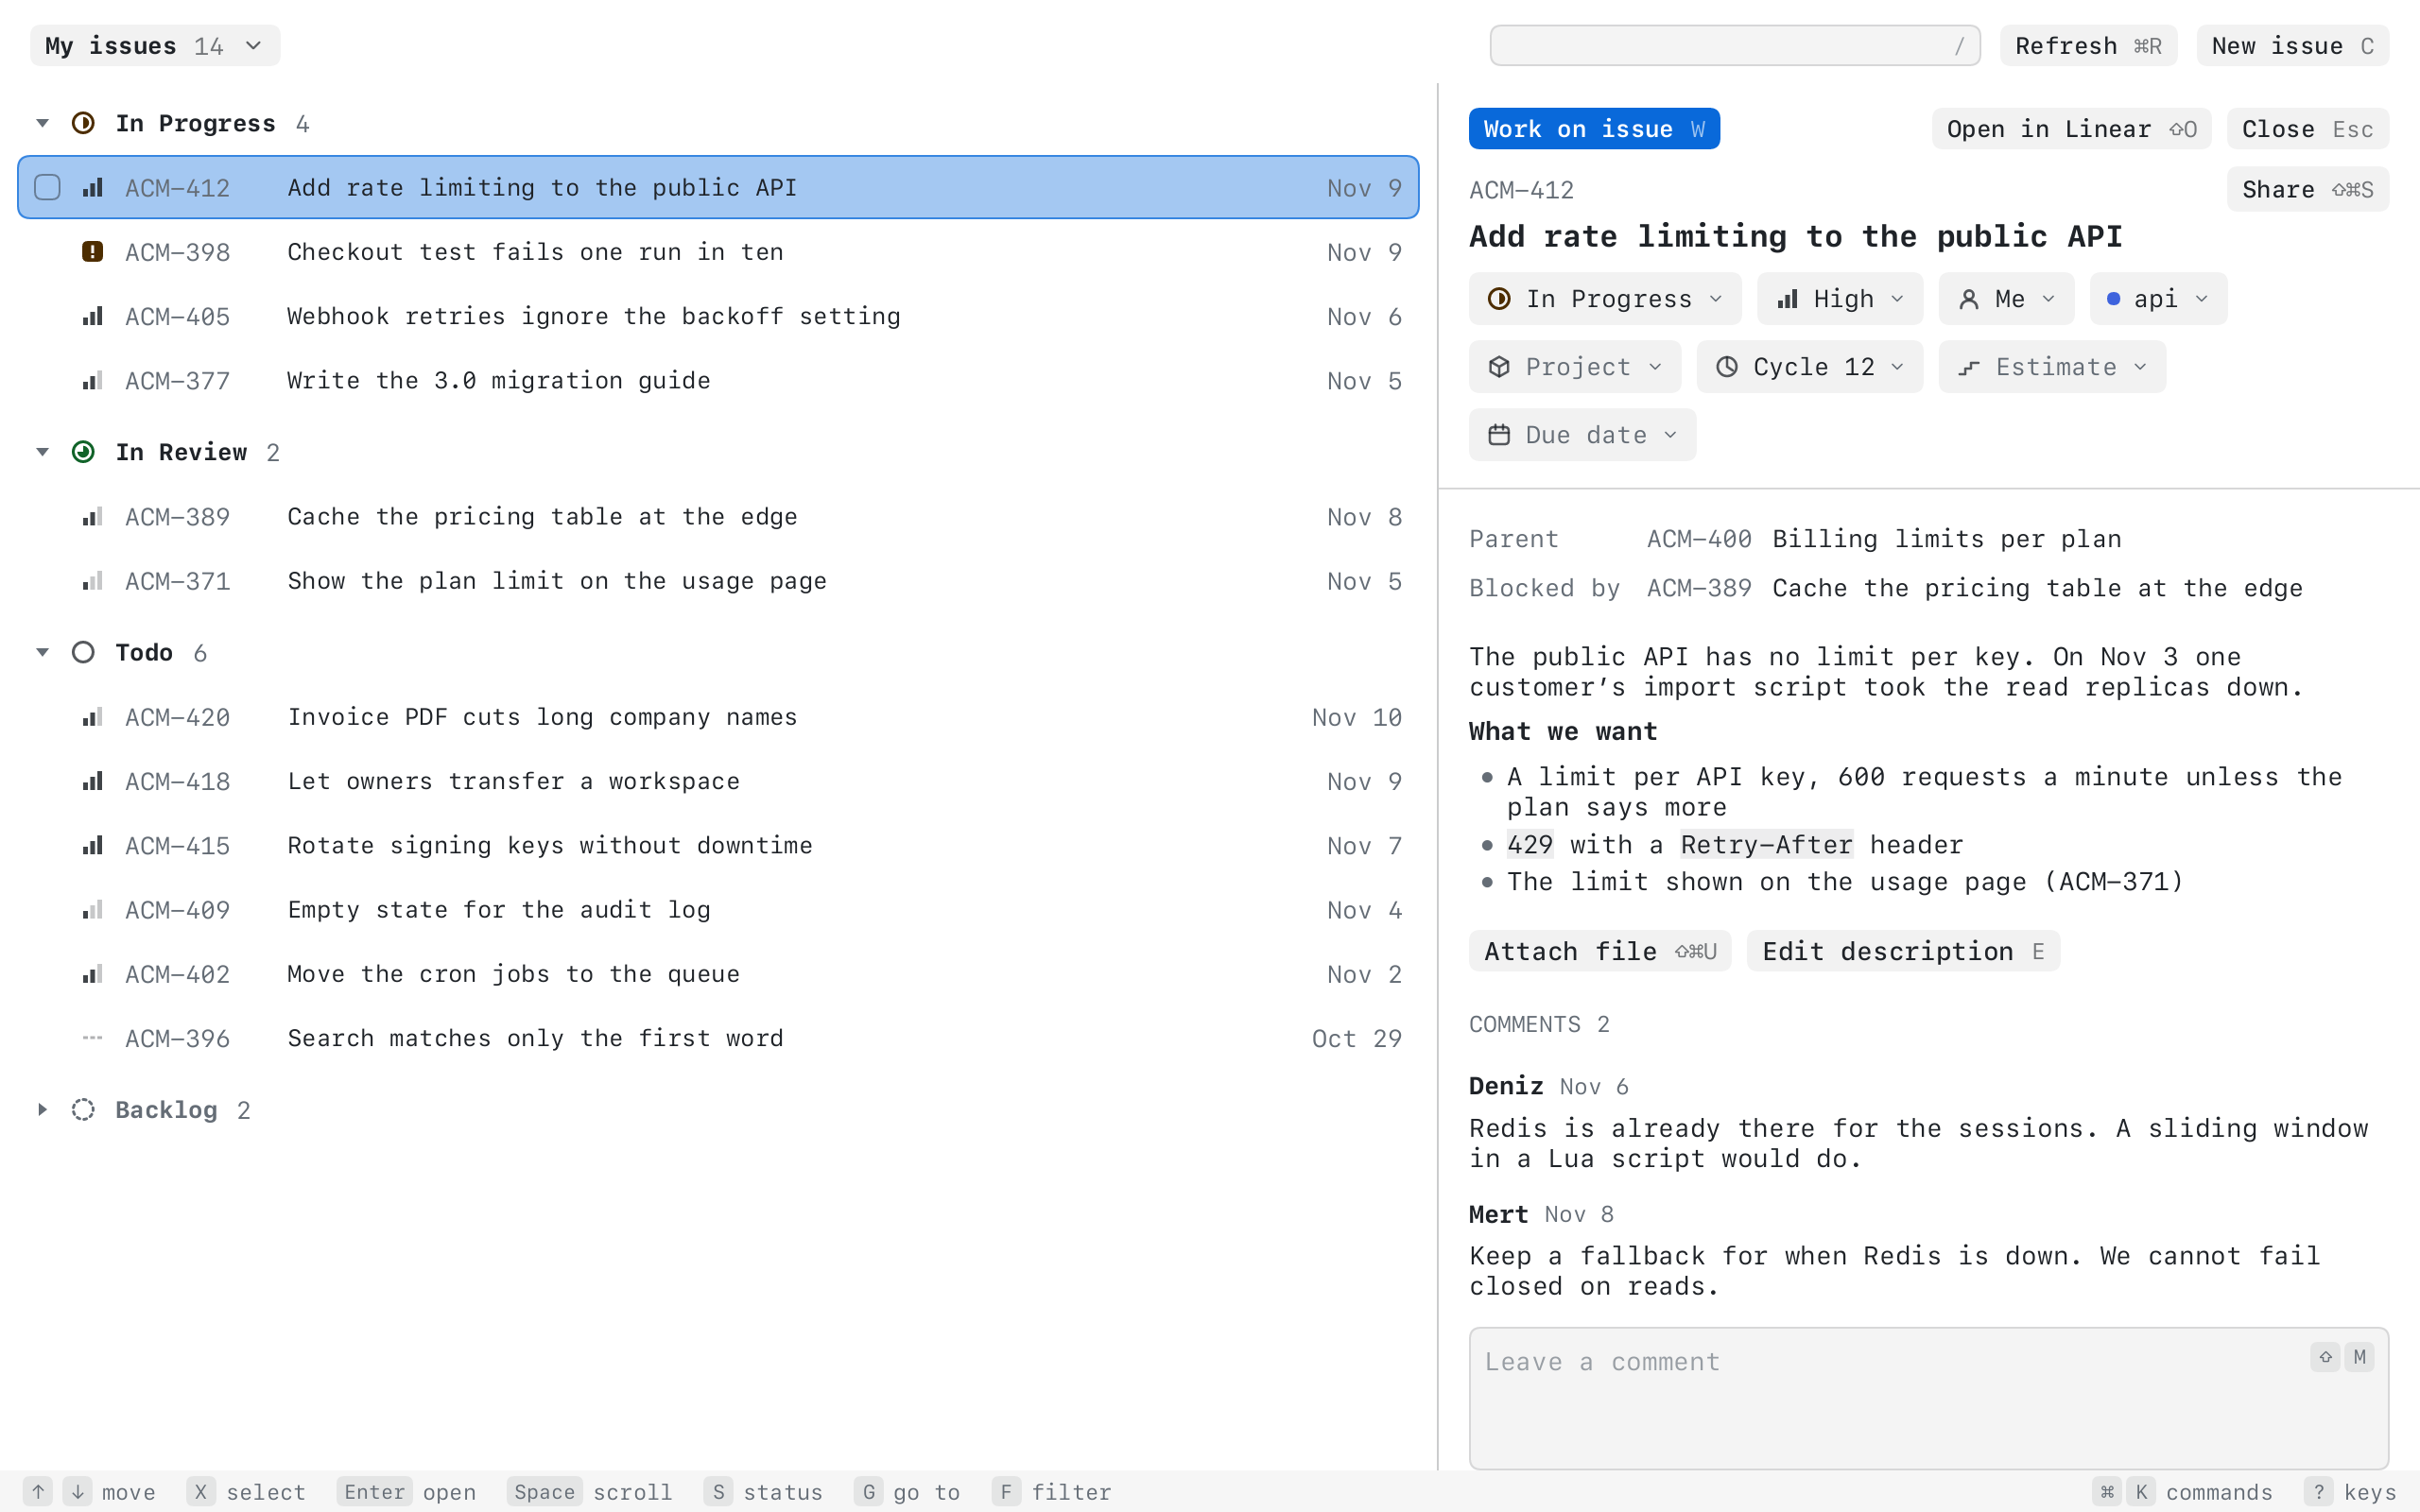 My issues 14
/
Refresh ⌘R
New issue C
In Progress 4
ACM-412 Add rate limiting to the public API Nov 9
ACM-398 Checkout test fails one run in ten Nov 9
ACM-405 Webhook retries ignore the backoff setting Nov 6
ACM-377 Write the 3.0 migration guide Nov 5
In Review 2
ACM-389 Cache the pricing table at the edge Nov 8
ACM-371 Show the plan limit on the usage page Nov 5
Todo 6
ACM-420 Invoice PDF cuts long company names Nov 10
ACM-418 Let owners transfer a workspace Nov 9
ACM-415 Rotate signing keys without downtime Nov 7
ACM-409 Empty state for the audit log Nov 4
ACM-402 Move the cron jobs to the queue Nov 2
ACM-396 Search matches only the first word Oct 29
Backlog 2
Work on issue W
Open in Linear ⇧O
Close Esc
ACM-412
Share ⇧⌘S
Add rate limiting to the public API
In Progress High Me api
Project Cycle 12 Estimate
Due date
Parent ACM-400 Billing limits per plan
Blocked by ACM-389 Cache the pricing table at the edge
The public API has no limit per key. On Nov 3 one
customer’s import script took the read replicas down.
What we want
• A limit per API key, 600 requests a minute unless the
plan says more
• 429 with a Retry-After header
• The limit shown on the usage page (ACM-371)
Attach file ⇧⌘U Edit description E
COMMENTS 2
Deniz Nov 6
Redis is already there for the sessions. A sliding window
in a Lua script would do.
Mert Nov 8
Keep a fallback for when Redis is down. We cannot fail
closed on reads.
Leave a comment ⇧ M
↑ ↓ move X select Enter open Space scroll S status G go to F filter ⌘ K commands ? keys